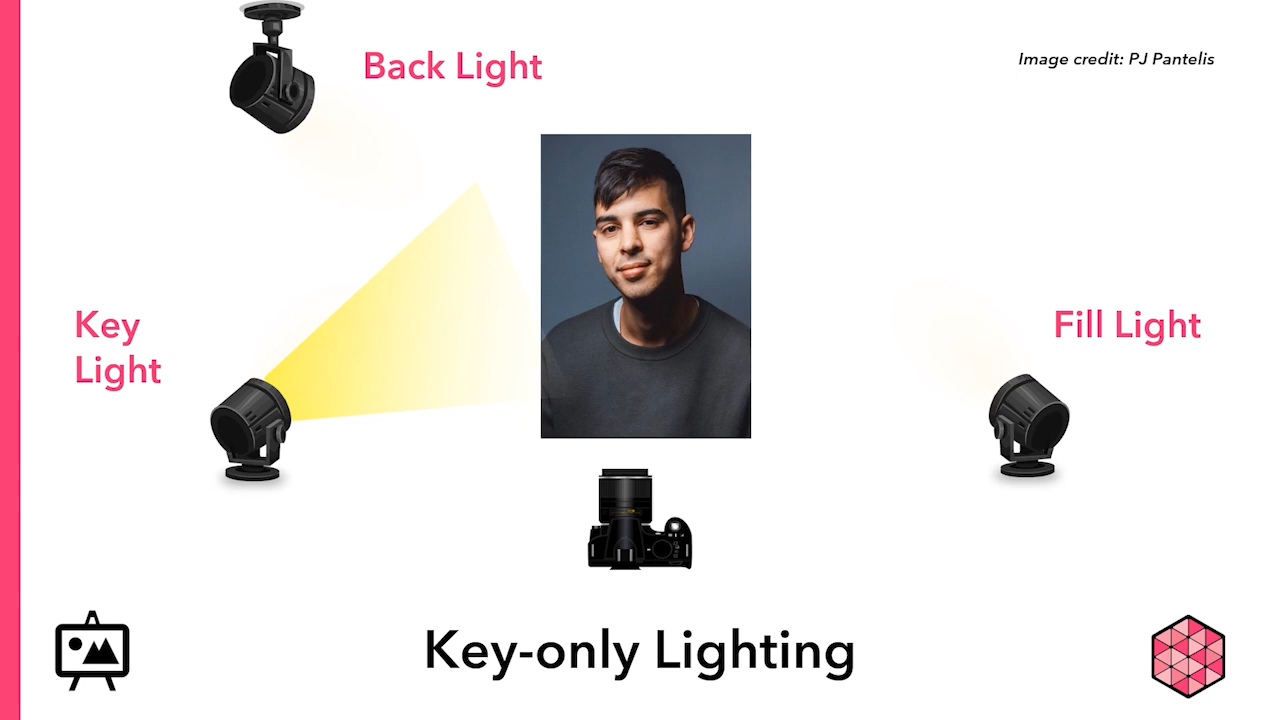 Back Light
Image credit: PJ Pantelis
Key
Light
Fill Light
Key-only Lighting